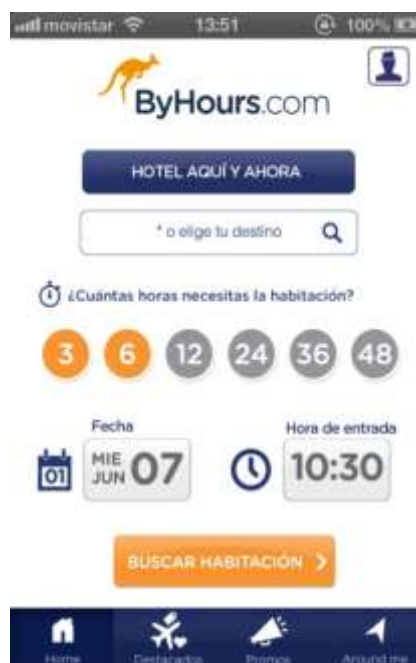 movistar 13:51 100%
ByHours.com
HOTEL AQUÍ Y AHORA
* o elige tu destino
¿Cuántas horas necesitas la habitación?
3 6 12 24 36 48
Fecha
Hora de entrada
01
MIE
JUN 07
10:30
BUSCAR HABITACIÓN >
Home Destacados Promos Around me